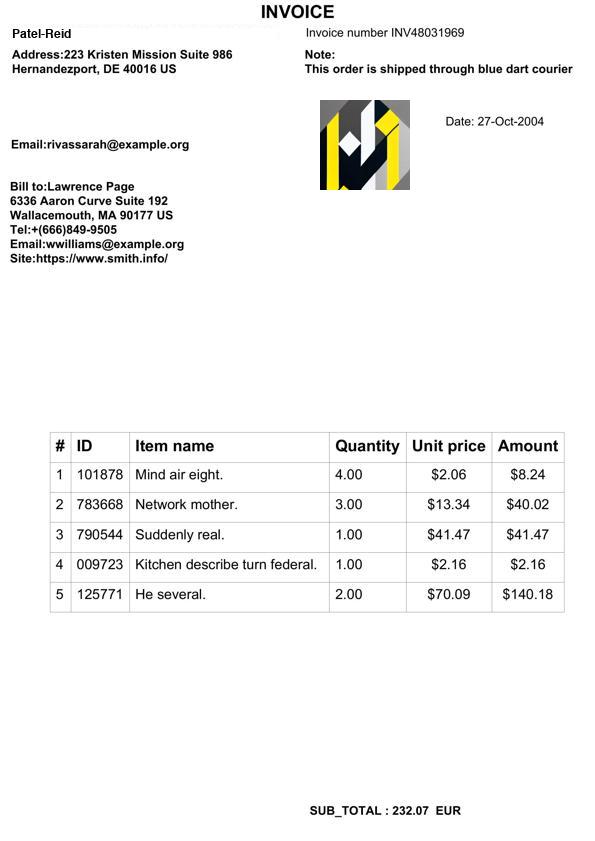 INVOICE
Patel-Reid
Invoice number INV48031969
Address:223 Kristen Mission Suite 986
Hernandezport, DE 40016 US
Note:
This order is shipped through blue dart courier
Date: 27-Oct-2004
Email:rivassarah@example.org
Bill to:Lawrence Page
6336 Aaron Curve Suite 192
Wallacemouth, MA 90177 US
Tel:+(666)849-9505
Email:wwilliams@example.org
Site:https://www.smith.info/
# ID Item name Quantity Unit price Amount
1 101878 Mind air eight. 4.00 $2.06 $8.24
2 783668 Network mother. 3.00 $13.34 $40.02
3 790544 Suddenly real. 1.00 $41.47 $41.47
4 009723 Kitchen describe turn federal. 1.00 $2.16 $2.16
5 125771 He several. 2.00 $70.09 $140.18
SUB_TOTAL : 232.07 EUR